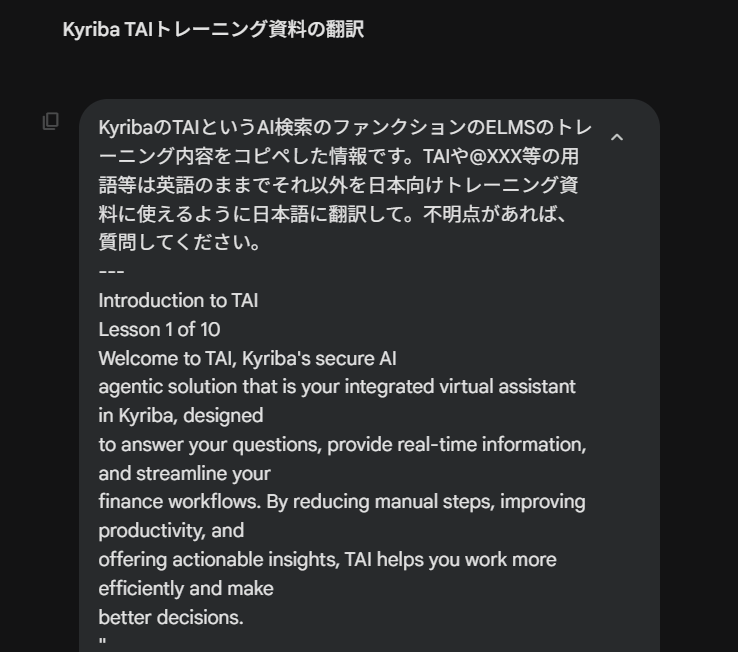 Kyriba TAIトレーニング資料の翻訳
KyribaのTAIというAI検索のファンクションのELMSのトレ
ーニング内容をコピペした情報です。TAIや@XXX等の用
語等は英語のままでそれ以外を日本向けトレーニング資
料に使えるように日本語に翻訳して。不明点があれば、
質問してください。
---
Introduction to TAI
Lesson 1 of 10
Welcome to TAI, Kyriba's secure AI
agentic solution that is your integrated virtual assistant
in Kyriba, designed
to answer your questions, provide real-time information,
and streamline your
finance workflows. By reducing manual steps, improving
productivity, and
offering actionable insights, TAI helps you work more
efficiently and make
better decisions.
"